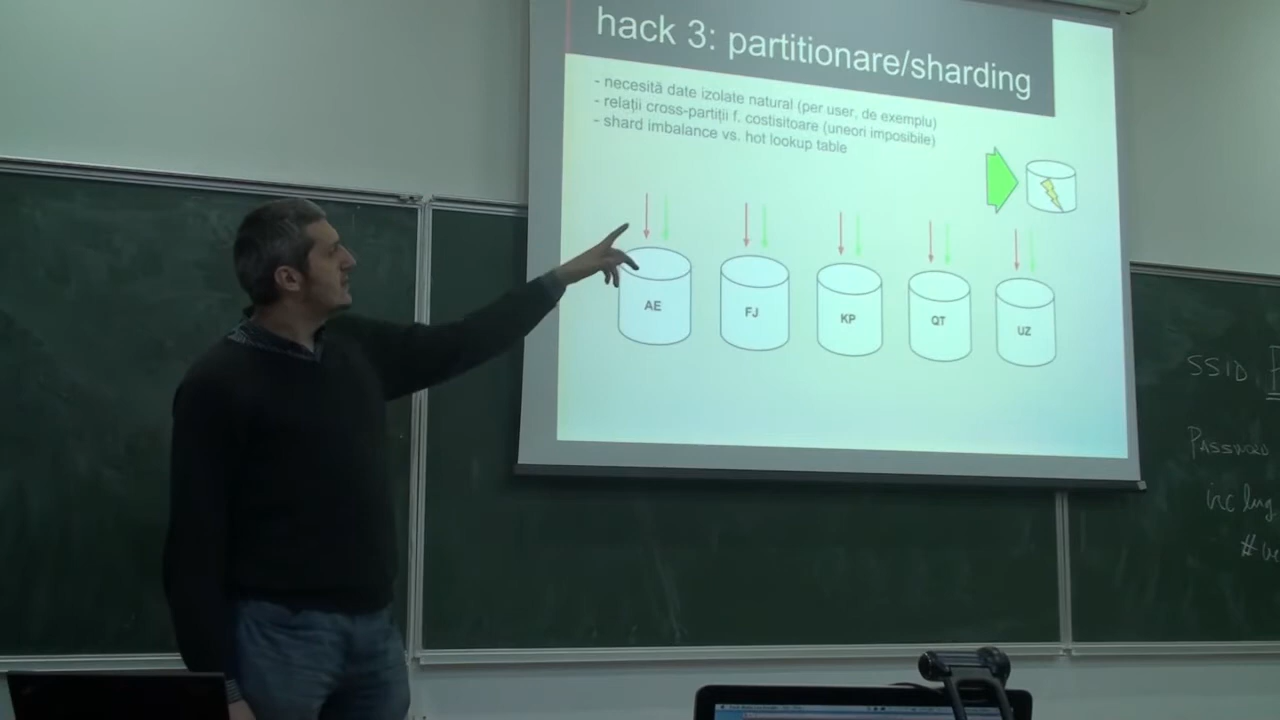 hack 3: partitionare/sharding
- necesită date izolate natural (per user, de exemplu)
- relații cross-partiții f. costisitoare (uneori imposibile)
- shard imbalance vs. hot lookup table
AE
FJ
KP
QT
UZ
SSID
PASSWORD